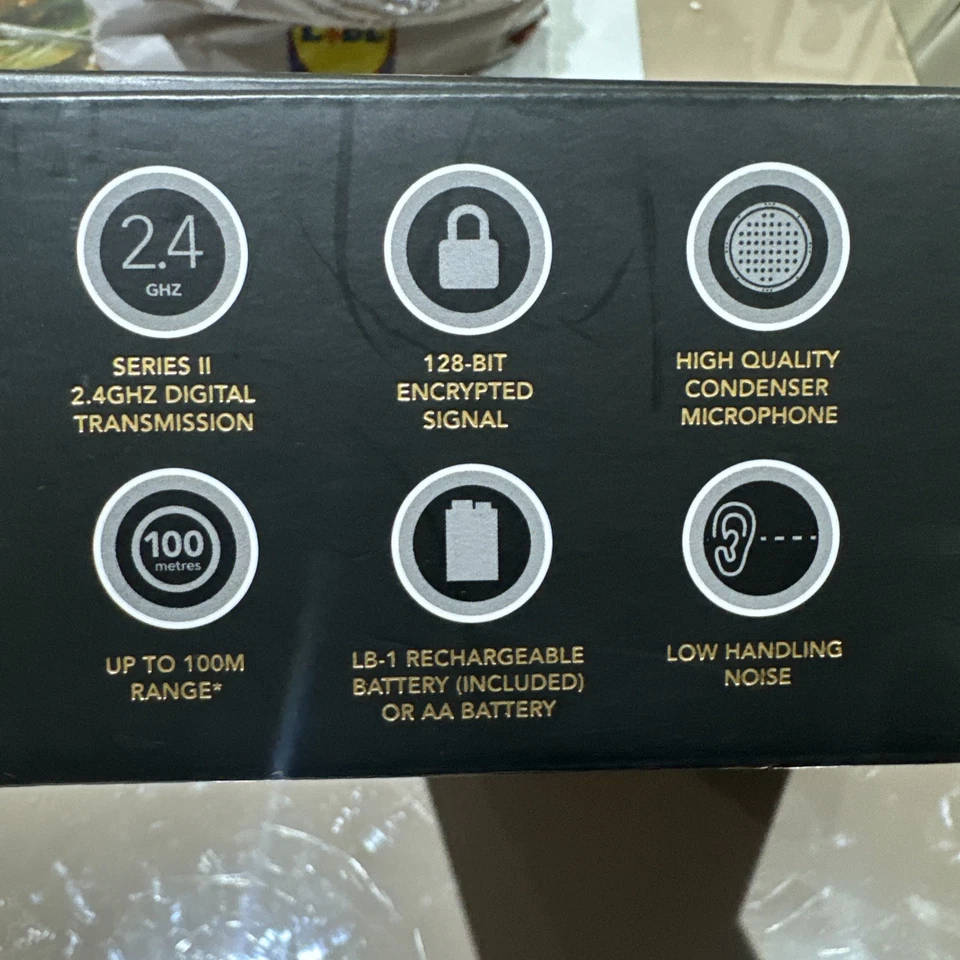 LIDL
2.4
GHZ
SERIES II
2.4GHZ DIGITAL
TRANSMISSION
128-BIT
ENCRYPTED
SIGNAL
HIGH QUALITY
CONDENSER
MICROPHONE
100
metres
UP TO 100M
RANGE*
LB-1 RECHARGEABLE
BATTERY (INCLUDED)
OR AA BATTERY
LOW HANDLING
NOISE